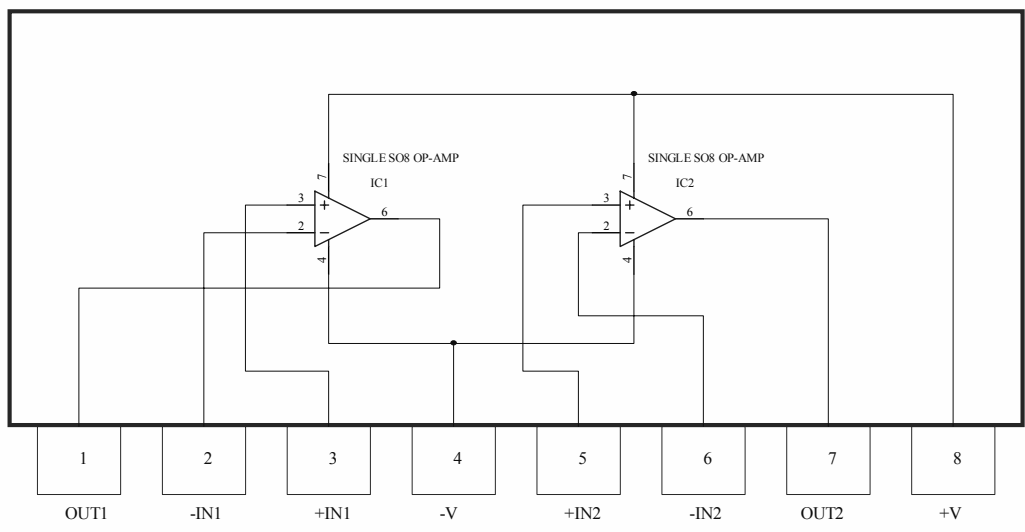 SINGLE SO8 OP-AMP SINGLE SO8 OP-AMP
7 IC1 7 IC2
3 + 6 3 + 6
2 − 2 −
4 4
1 2 3 4 5 6 7 8
OUT1 -IN1 +IN1 -V +IN2 -IN2 OUT2 +V